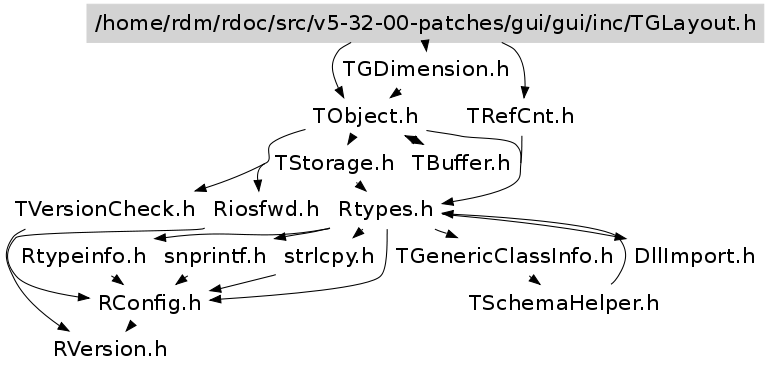 /home/rdm/rdoc/src/v5-32-00-patches/gui/gui/inc/TGLayout.h
TGDimension.h
TObject.h TRefCnt.h
TStorage.h TBuffer.h
TVersionCheck.h Riosfwd.h Rtypes.h
Rtypeinfo.h snprintf.h strlcpy.h TGenericClassInfo.h DllImport.h
RConfig.h TSchemaHelper.h
RVersion.h